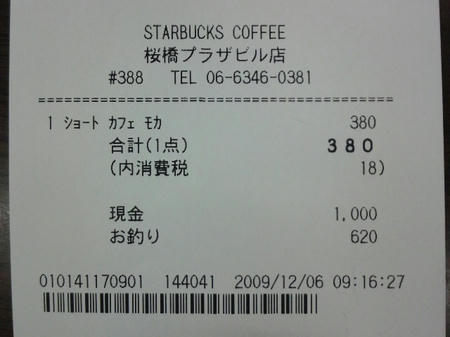 STARBUCKS COFFEE
桜橋プラザビル店
#388 TEL 06-6346-0381
1 ｼｮｰﾄ ｶﾌｪ ﾓｶ 380
合計(1点) 380
(内消費税 18)
現金 1,000
お釣り 620
010141170901 144041 2009/12/06 09:16:27